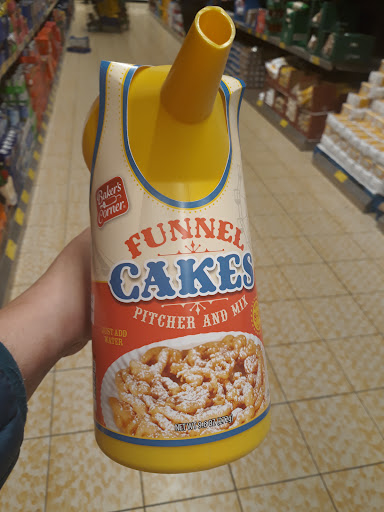 Baker's
Corner
FUNNEL
CAKES
PITCHER AND MIX
JUST ADD
WATER